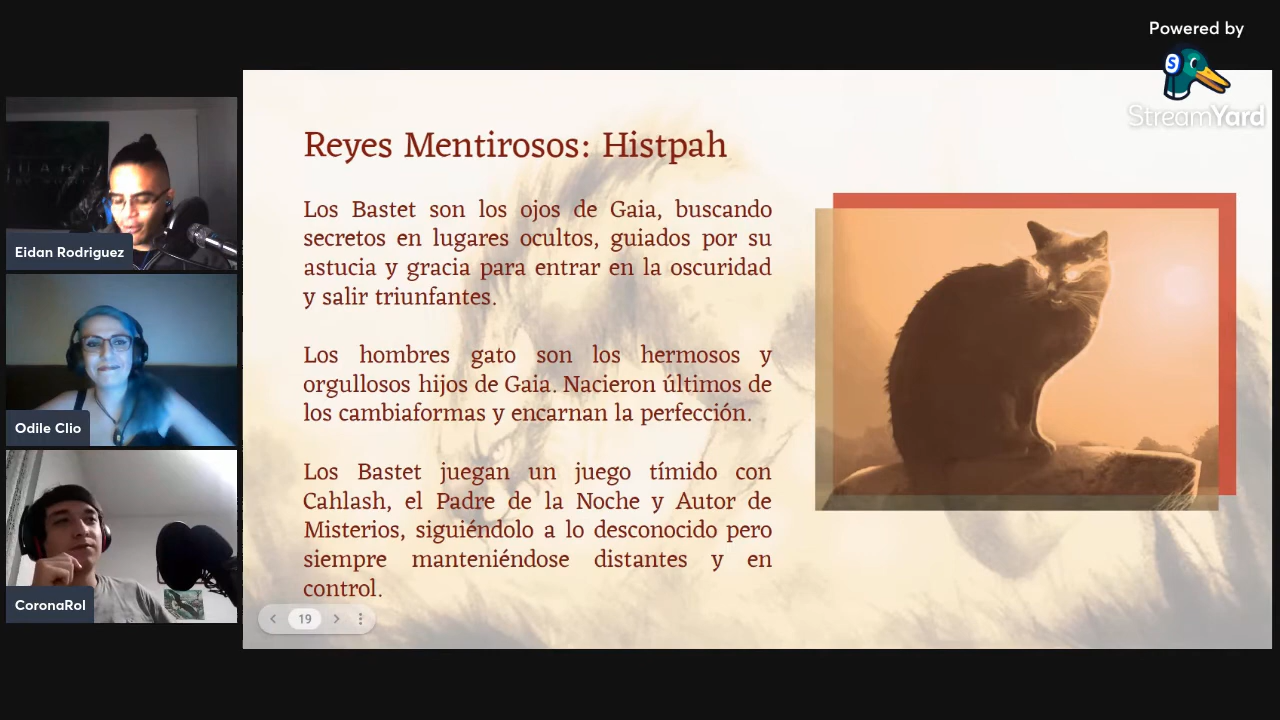 Powered by
StreamYard
Reyes Mentirosos: Histpah
Los Bastet son los ojos de Gaia, buscando
secretos en lugares ocultos, guiados por su
astucia y gracia para entrar en la oscuridad
y salir triunfantes.
Los hombres gato son los hermosos y
orgullosos hijos de Gaia. Nacieron últimos de
los cambiaformas y encarnan la perfección.
Los Bastet juegan un juego tímido con
Cahlash, el Padre de la Noche y Autor de
Misterios, siguiéndolo a lo desconocido pero
siempre manteniéndose distantes y en
control.
19
Eidan Rodriguez
Odile Clio
CoronaRol